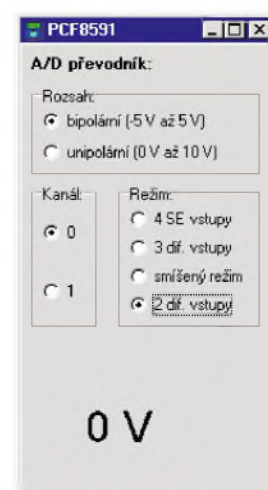 PCF8591
A/D převodník:
Rozsah:
bipolární (-5 V až 5 V)
unipolární (0 V až 10 V)
Kanál:
0
1
Režim:
4 SE vstupy
3 dif. vstupy
smíšený režim
2 dif. vstupy
0 V